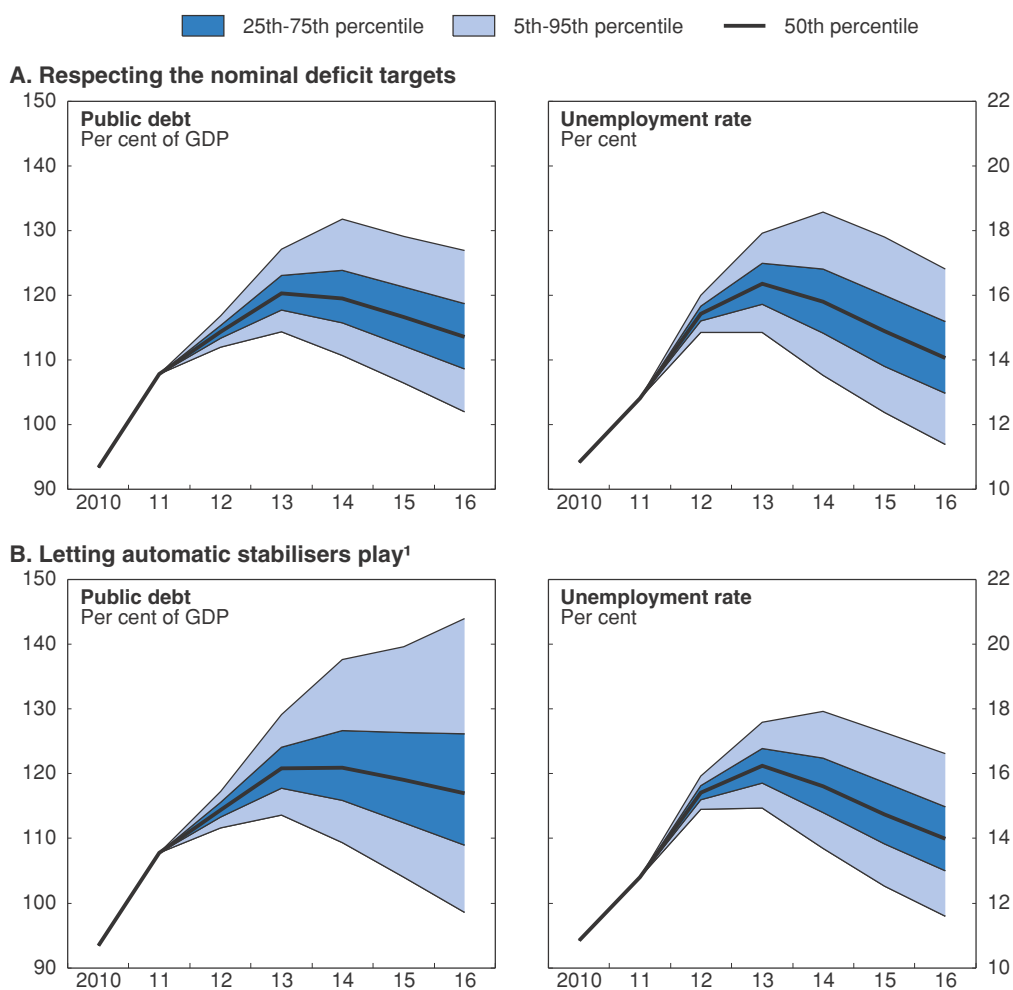 25th-75th percentile 5th-95th percentile 50th percentile
A. Respecting the nominal deficit targets
Public debt
Per cent of GDP
150
140
130
120
110
100
90
2010 11 12 13 14 15 16
Unemployment rate
Per cent
22
20
18
16
14
12
10
2010 11 12 13 14 15 16
B. Letting automatic stabilisers play¹
Public debt
Per cent of GDP
150
140
130
120
110
100
90
2010 11 12 13 14 15 16
Unemployment rate
Per cent
22
20
18
16
14
12
10
2010 11 12 13 14 15 16